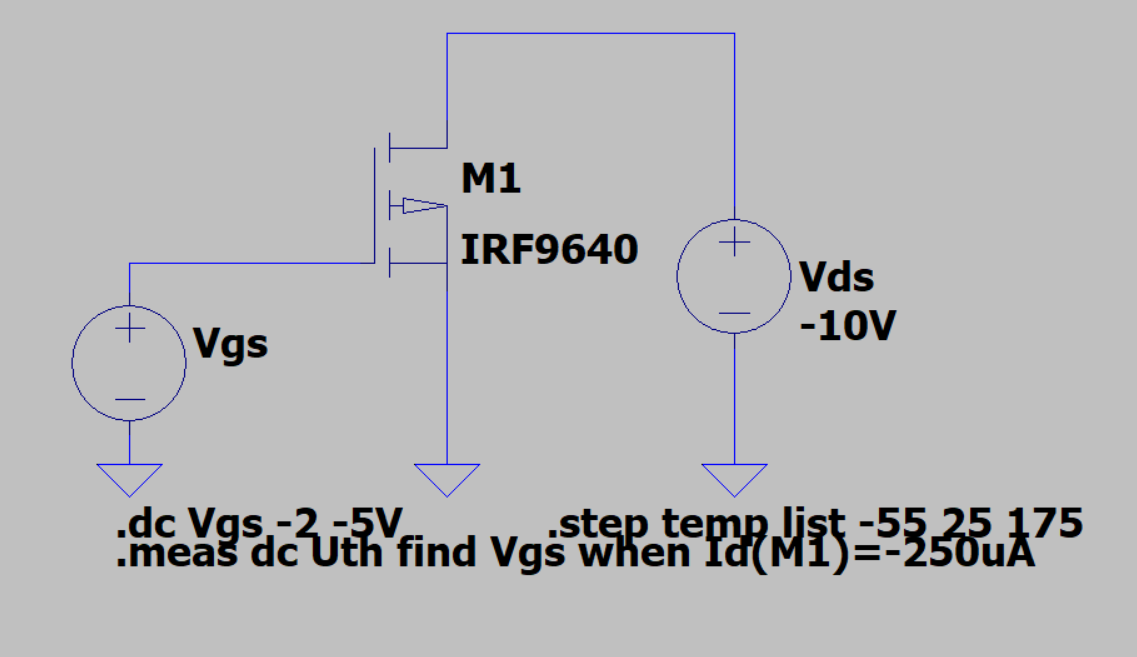 M1
IRF9640
Vds
-10V
Vgs
.dc Vgs -2 -5V
.step temp list -55 25 175
.meas dc Uth find Vgs when Id(M1)=-250uA